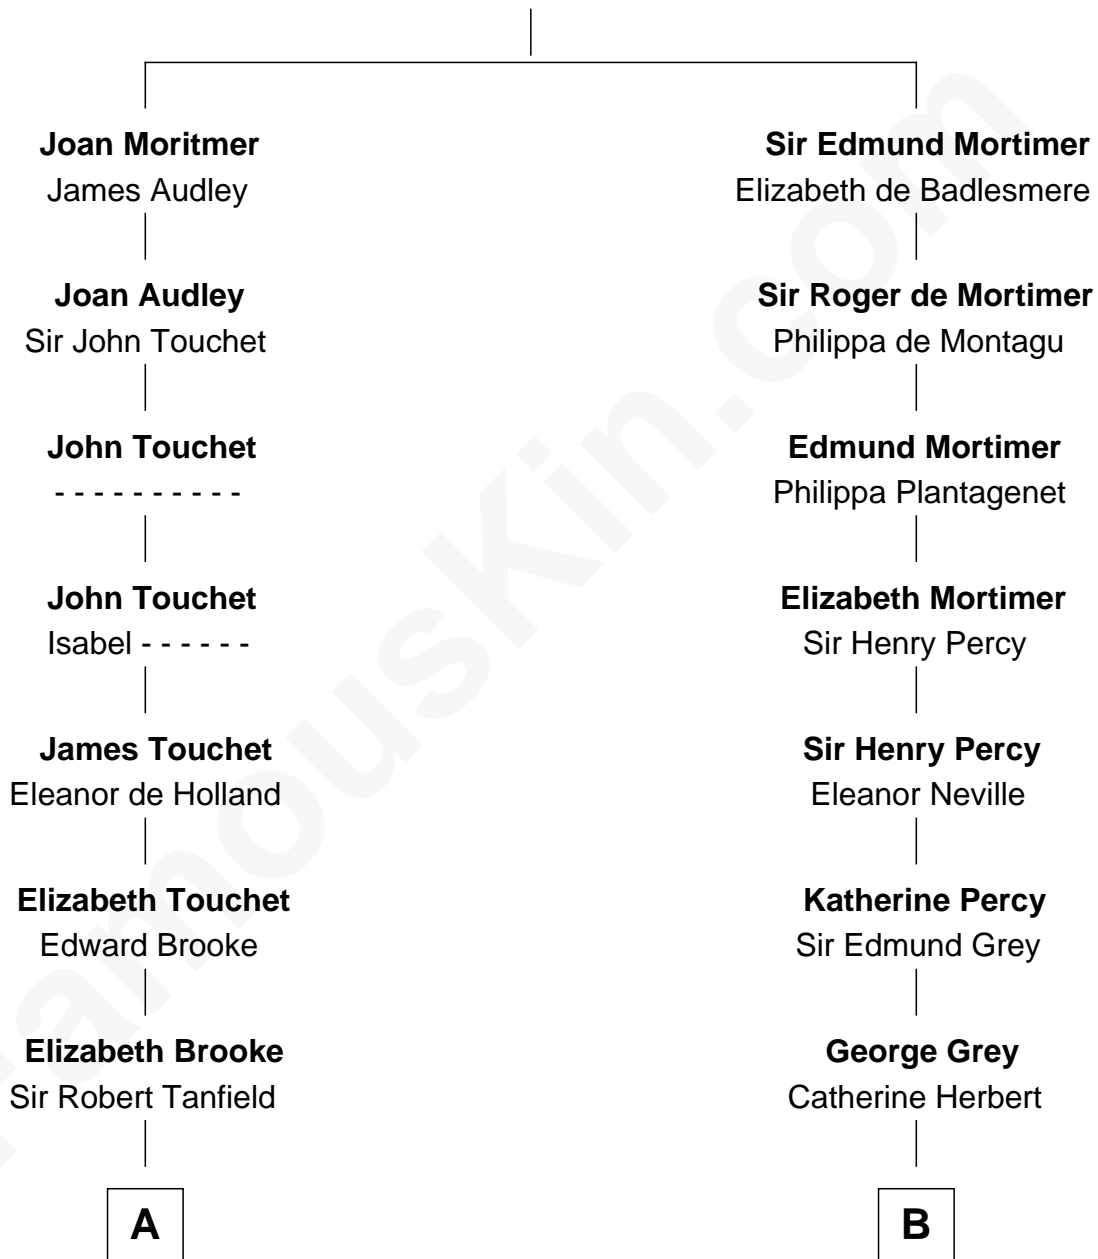 Joan Moritmer
James Audley
Joan Audley
Sir John Touchet
John Touchet
- - - - - - - - - -
John Touchet
Isabel - - - - - -
James Touchet
Eleanor de Holland
Elizabeth Touchet
Edward Brooke
Elizabeth Brooke
Sir Robert Tanfield
A
Sir Edmund Mortimer
Elizabeth de Badlesmere
Sir Roger de Mortimer
Philippa de Montagu
Edmund Mortimer
Philippa Plantagenet
Elizabeth Mortimer
Sir Henry Percy
Sir Henry Percy
Eleanor Neville
Katherine Percy
Sir Edmund Grey
George Grey
Catherine Herbert
B
FamousKin.com